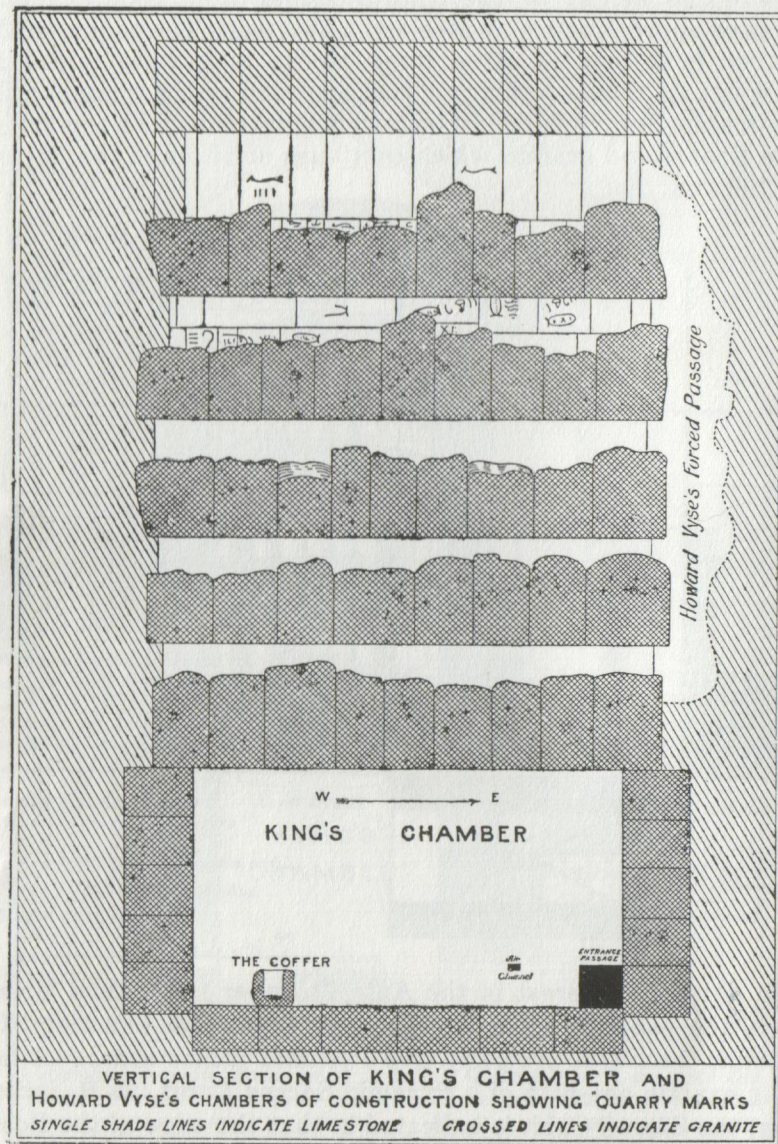 Howard Vyse's Forced Passage
W E
KING'S CHAMBER
THE COFFER
Air
Channel
ENTRANCE
PASSAGE
VERTICAL SECTION OF KING'S CHAMBER AND
HOWARD VYSE'S CHAMBERS OF CONSTRUCTION SHOWING "QUARRY MARKS
SINGLE SHADE LINES INDICATE LIMESTONE CROSSED LINES INDICATE GRANITE